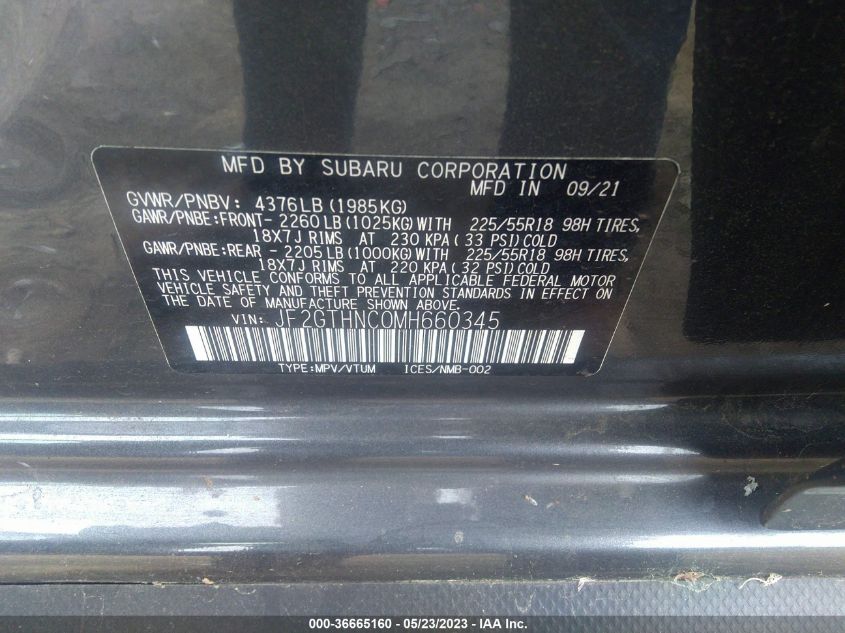 MFD BY SUBARU CORPORATION
MFD IN 09/21
GVWR/PNBV: 4376LB(1985KG)
GAWR/PNBE:FRONT- 2260LB(1025KG)WITH 225/55R18 98H TIRES,
18X7J RIMS AT 230 KPA(33 PSI)COLD
GAWR/PNBE:REAR - 2205LB(1000KG)WITH 225/55R18 98H TIRES,
18X7J RIMS AT 220 KPA(32 PSI)COLD
THIS VEHICLE CONFORMS TO ALL APPLICABLE FEDERAL MOTOR
VEHICLE SAFETY AND THEFT PREVENTION STANDARDS IN EFFECT ON
THE DATE OF MANUFACTURE SHOWN ABOVE.
VIN: JF2GTHNC0MH660345
TYPE:MPV/VTUM ICES/NMB-002
000-36665160 - 05/23/2023 - IAA Inc.